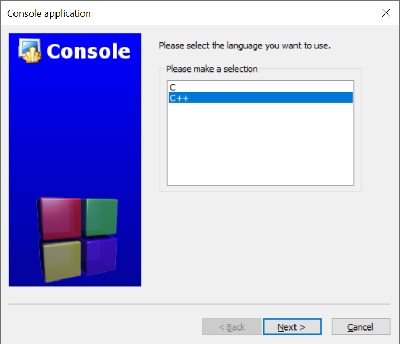 Console application
Console
Please select the language you want to use.
Please make a selection
C
C++
< Back
Next >
Cancel